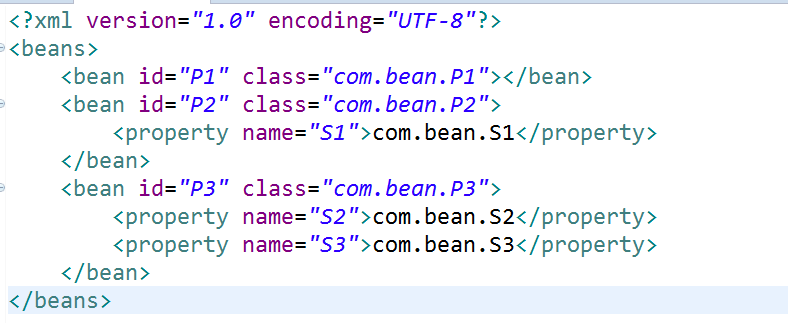 <?xml version="1.0" encoding="UTF-8"?>
<beans>
    <bean id="P1" class="com.bean.P1"></bean>
    <bean id="P2" class="com.bean.P2">
        <property name="S1">com.bean.S1</property>
    </bean>
    <bean id="P3" class="com.bean.P3">
        <property name="S2">com.bean.S2</property>
        <property name="S3">com.bean.S3</property>
    </bean>
</beans>